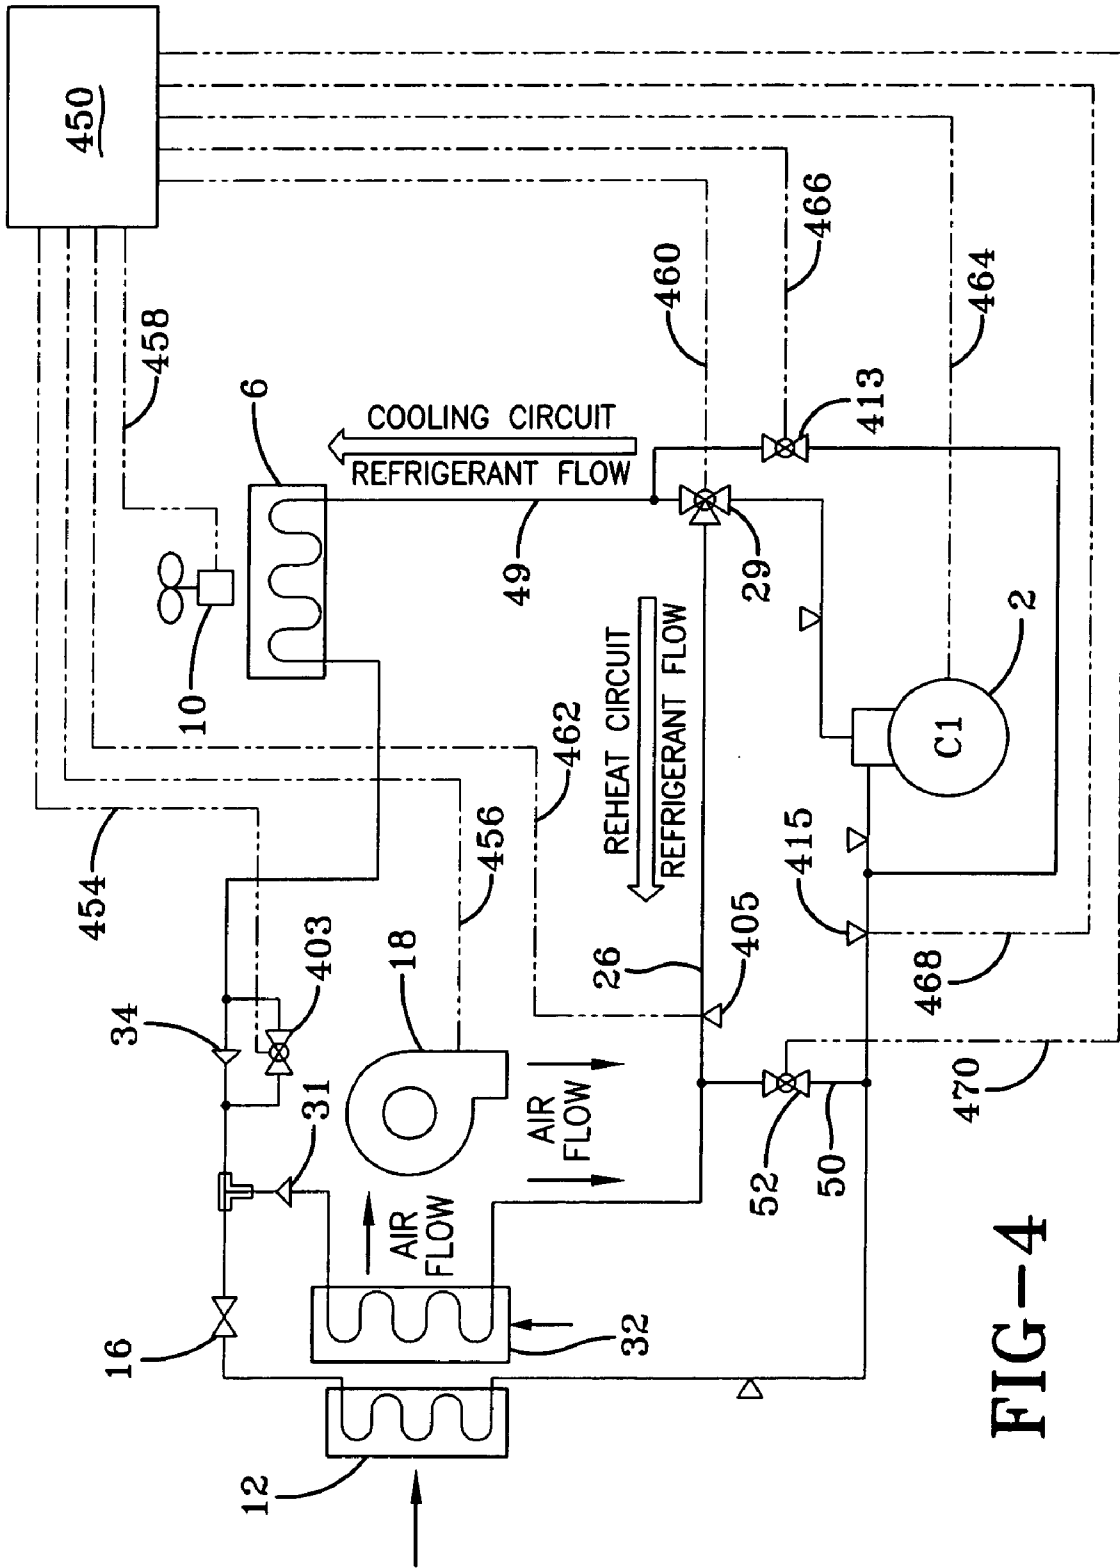 450
454
458
6
10
34
403
31
16
12
18
456
462
32
AIR
FLOW
AIR
FLOW
COOLING CIRCUIT
REFRIGERANT FLOW
49
REHEAT CIRCUIT
REFRIGERANT FLOW
460
466
413
29
464
26
405
415
468
52
50
470
C1
2
FIG-4